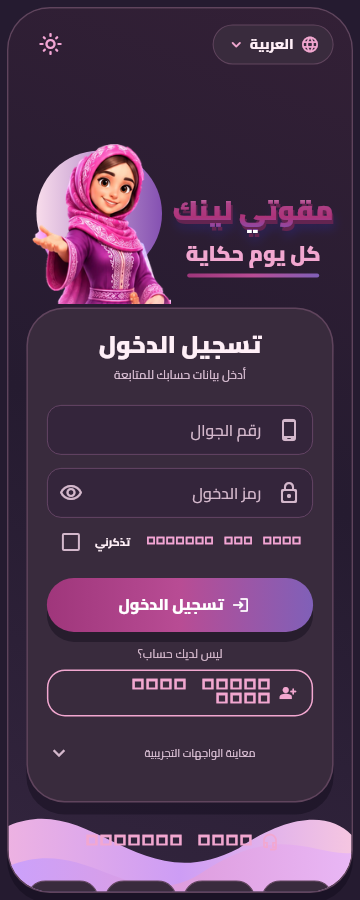 العربية
مقوتي لينك
كل يوم حكاية
تسجيل الدخول
أدخل بيانات حسابك للمتابعة
رقم الجوال
رمز الدخول
تذكرني
تسجيل الدخول
ليس لديك حساب؟
معاينة الواجهات التجريبية